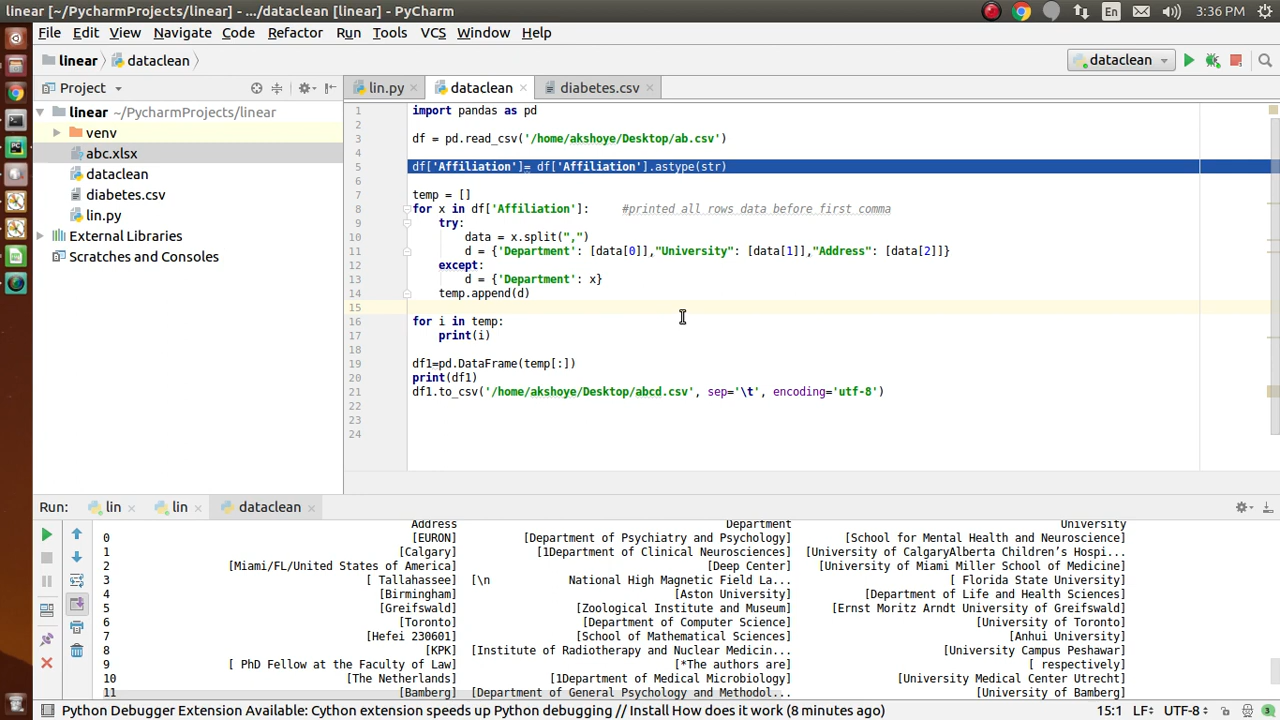 linear [~/PycharmProjects/linear] - .../dataclean [linear] - PyCharm
En
3:36 PM
File Edit View Navigate Code Refactor Run Tools VCS Window Help
linear dataclean
dataclean
Project
lin.py
dataclean
diabetes.csv
linear ~/PycharmProjects/linear
venv
abc.xlsx
dataclean
diabetes.csv
lin.py
External Libraries
Scratches and Consoles
1 import pandas as pd
2
3 df = pd.read_csv('/home/akshoye/Desktop/ab.csv')
4
5 df['Affiliation']= df['Affiliation'].astype(str)
6
7 temp = []
8 for x in df['Affiliation']: #printed all rows data before first comma
9 try:
10 data = x.split(",")
11 d = {'Department': [data[0]],"University": [data[1]],"Address": [data[2]]}
12 except:
13 d = {'Department': x}
14 temp.append(d)
15
16 for i in temp:
17 print(i)
18
19 df1=pd.DataFrame(temp[:])
20 print(df1)
21 df1.to_csv('/home/akshoye/Desktop/abcd.csv', sep='\t', encoding='utf-8')
22
23
24
Run: lin lin dataclean
Address Department University
0 [EURON] [Department of Psychiatry and Psychology] [School for Mental Health and Neuroscience]
1 [Calgary] [1Department of Clinical Neurosciences] [University of CalgaryAlberta Children's Hospi...
2 [Miami/FL/United States of America] [Deep Center] [University of Miami Miller School of Medicine]
3 [ Tallahassee] [\n National High Magnetic Field La... [ Florida State University]
4 [Birmingham] [Aston University] [Department of Life and Health Sciences]
5 [Greifswald] [Zoological Institute and Museum] [Ernst Moritz Arndt University of Greifswald]
6 [Toronto] [Department of Computer Science] [University of Toronto]
7 [Hefei 230601] [School of Mathematical Sciences] [Anhui University]
8 [KPK] [Institute of Radiotherapy and Nuclear Medicin... [University Campus Peshawar]
9 [ PhD Fellow at the Faculty of Law] [*The authors are] [ respectively]
10 [The Netherlands] [1Department of Medical Microbiology] [University Medical Center Utrecht]
11 [Bamberg] [Department of General Psychology and Methodol... [University of Bamberg]
Python Debugger Extension Available: Cython extension speeds up Python debugging // Install How does it work (8 minutes ago)
15:1 LF÷ UTF-8÷ 3